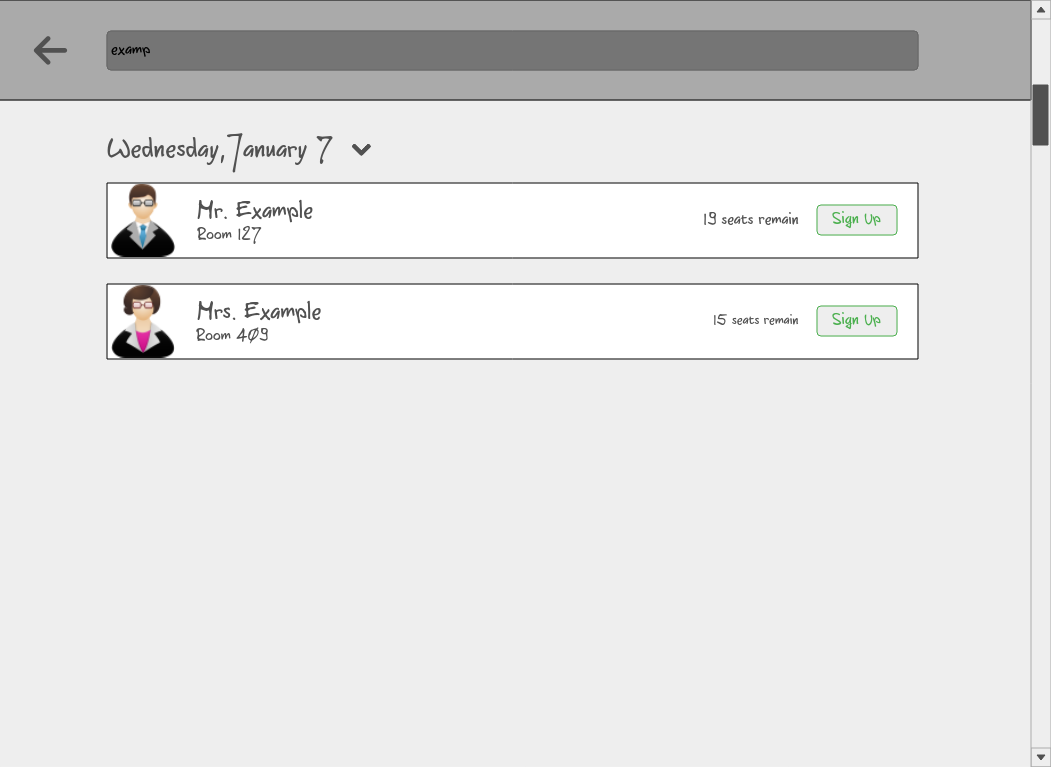 examp
Wednesday, January 7
Mr. Example
Room 127
19 seats remain
Sign Up
Mrs. Example
Room 409
15 seats remain
Sign Up